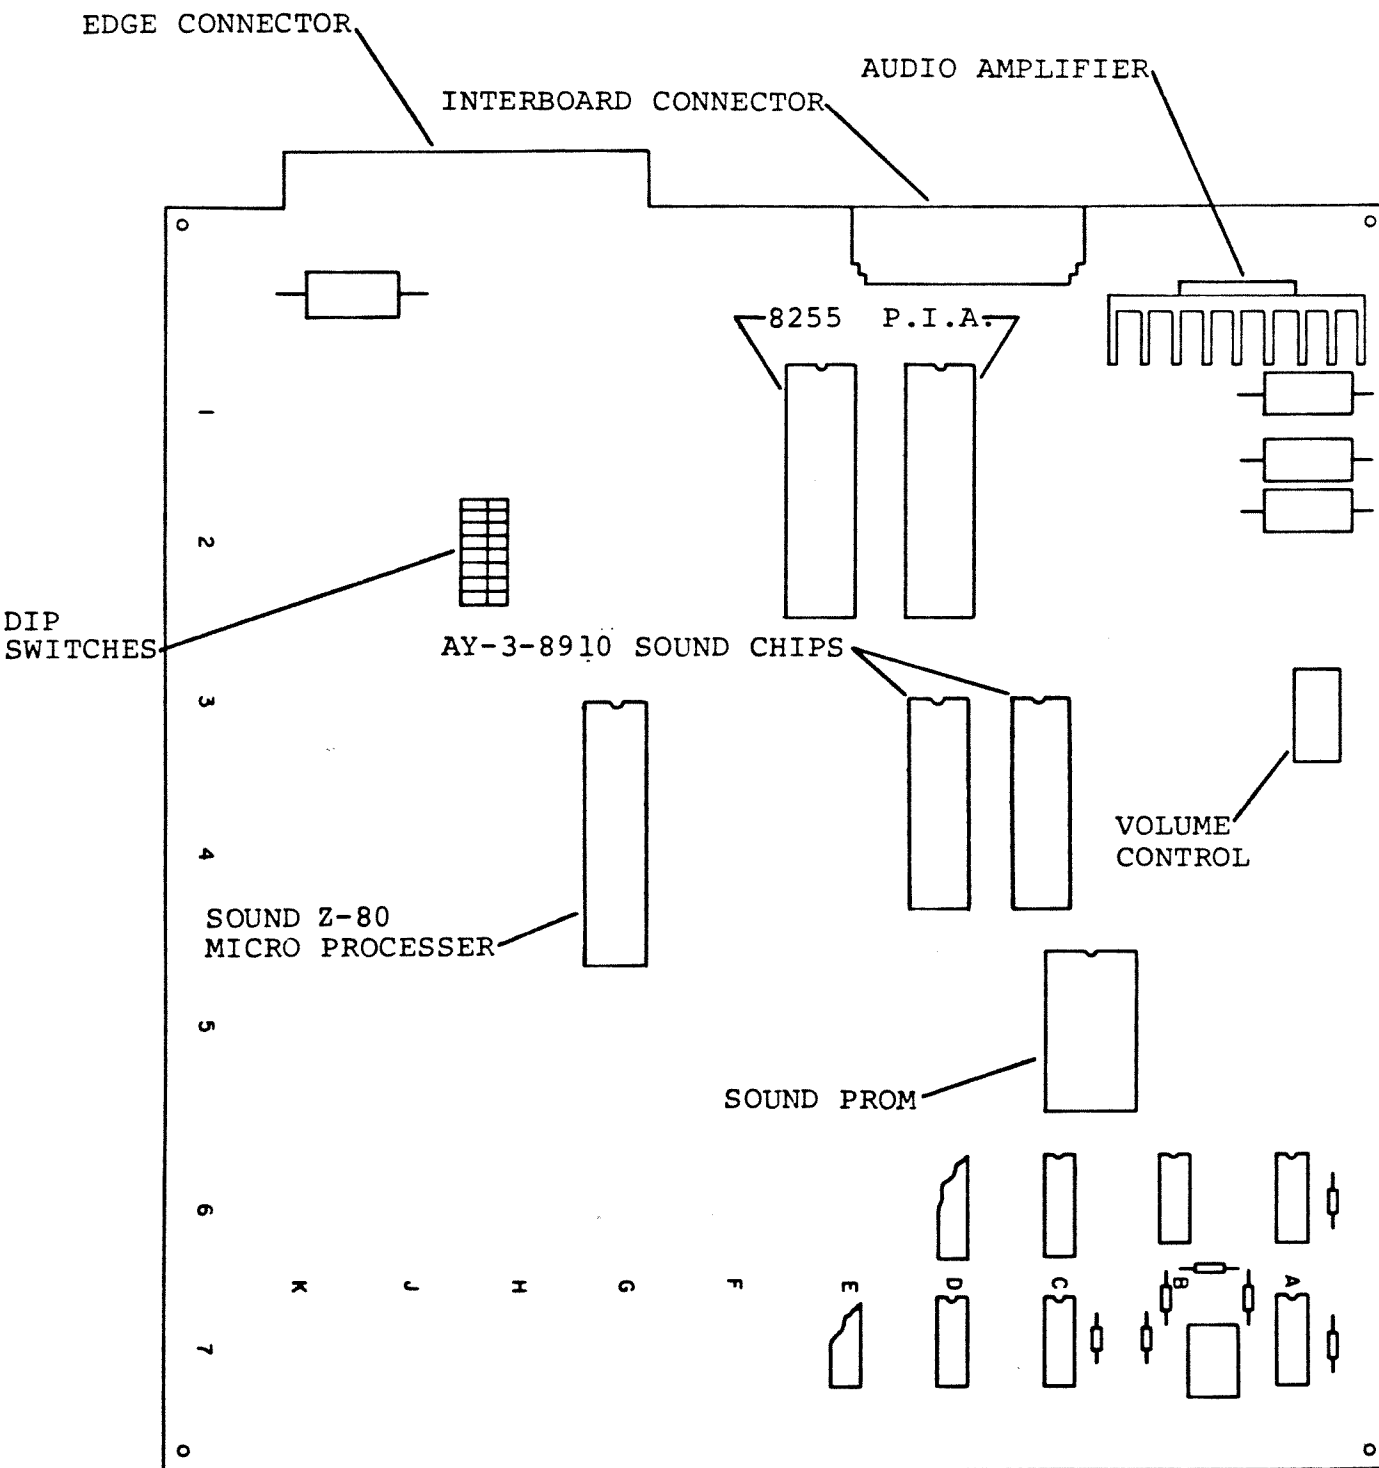 EDGE CONNECTOR
AUDIO AMPLIFIER
INTERBOARD CONNECTOR
8255 P.I.A.
1
2
DIP
SWITCHES
AY-3-8910 SOUND CHIPS
3
VOLUME
CONTROL
4
SOUND Z-80
MICRO PROCESSER
5
SOUND PROM
6
K J H G F E D C B A
7